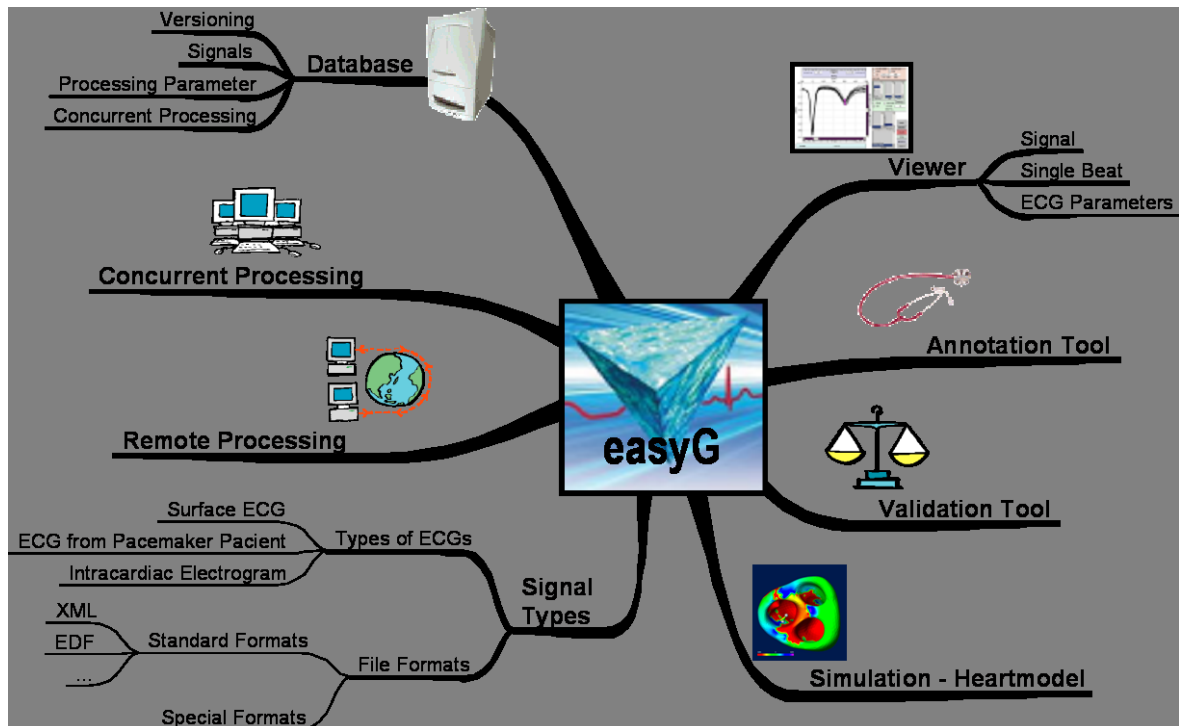 Versioning
Signals
Processing Parameter
Concurrent Processing
Database
Viewer
Signal
Single Beat
ECG Parameters
Concurrent Processing
Annotation Tool
Remote Processing
easyG
Validation Tool
Surface ECG
ECG from Pacemaker Pacient
Intracardiac Electrogram
Types of ECGs
Signal
Types
XML
EDF
...
Standard Formats
File Formats
Special Formats
Simulation - Heartmodel